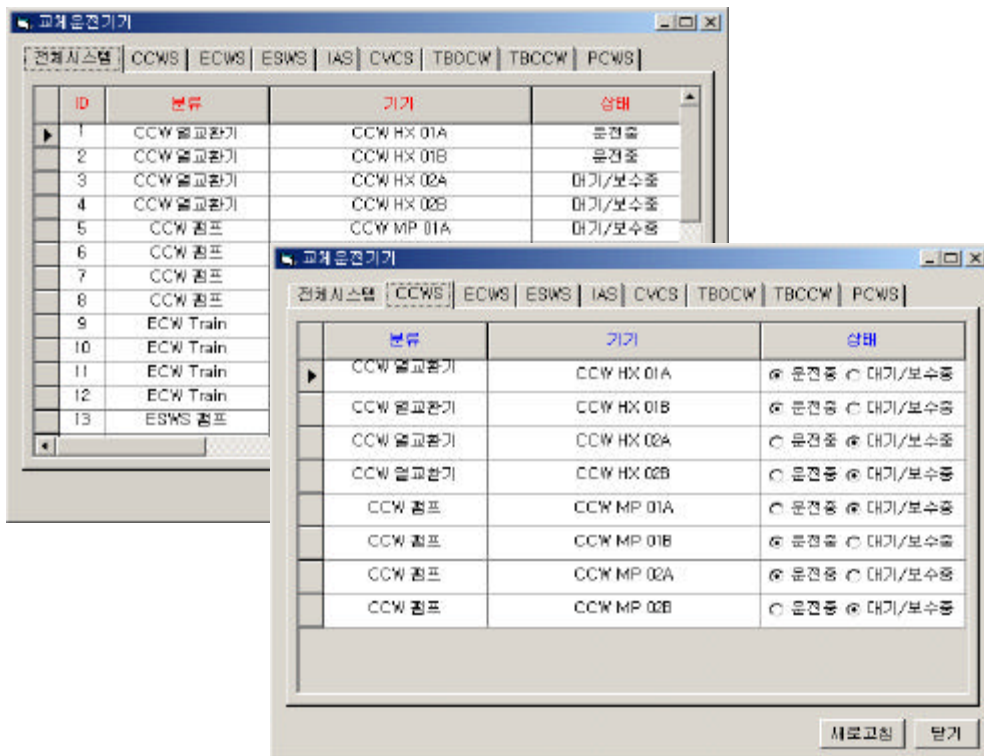 교체운전기기
전체시스템 CCWS ECWS ESWS IAS CVCS TBOCW TBCCW PCWS
ID 분류 기기 상태
1 CCW 열교환기 CCW HX 01A 운전중
2 CCW 열교환기 CCW HX 01B 운전중
3 CCW 열교환기 CCW HX 02A 대기/보수중
4 CCW 열교환기 CCW HX 02B 대기/보수중
5 CCW 펌프 CCW MP 01A 대기/보수중
6 CCW 펌프
7 CCW 펌프
8 CCW 펌프
9 ECW Train
10 ECW Train
11 ECW Train
12 ECW Train
13 ESWS 펌프
교체운전기기
전체시스템 CCWS ECWS ESWS IAS CVCS TBOCW TBCCW PCWS
분류 기기 상태
CCW 열교환기 CCW HX 01A 운전중 대기/보수중
CCW 열교환기 CCW HX 01B 운전중 대기/보수중
CCW 열교환기 CCW HX 02A 운전중 대기/보수중
CCW 열교환기 CCW HX 02B 운전중 대기/보수중
CCW 펌프 CCW MP 01A 운전중 대기/보수중
CCW 펌프 CCW MP 01B 운전중 대기/보수중
CCW 펌프 CCW MP 02A 운전중 대기/보수중
CCW 펌프 CCW MP 02B 운전중 대기/보수중
새로고침 닫기